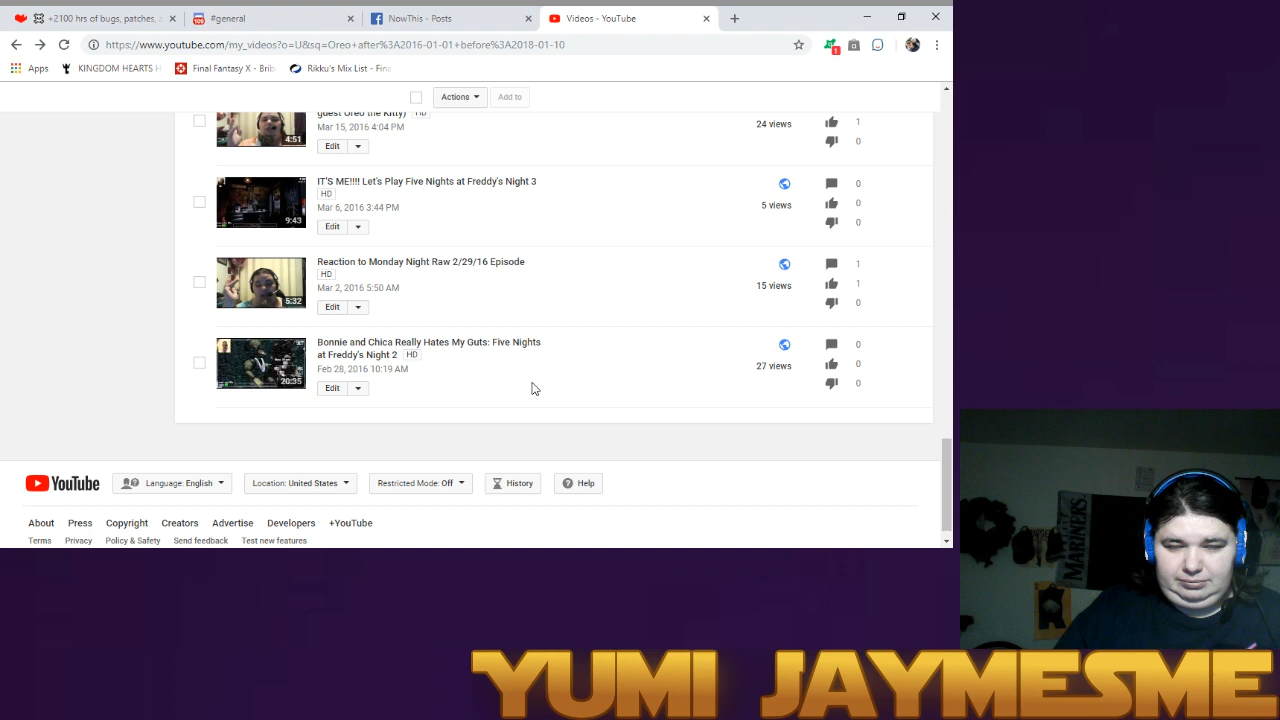 +2100 hrs of bugs, patches,
#general
NowThis - Posts
Videos - YouTube
https://www.youtube.com/my_videos?o=U&sq=Oreo+after%3A2016-01-01+before%3A2018-01-10
Apps
KINGDOM HEARTS H
Final Fantasy X - Brib
Rikku's Mix List - Fina
Actions
Add to
guest Oreo the Kitty)
HD
Mar 15, 2016 4:04 PM
Edit
4:51
24 views
1
0
IT'S ME!!!! Let's Play Five Nights at Freddy's Night 3
HD
Mar 6, 2016 3:44 PM
Edit
9:43
5 views
0
0
0
Reaction to Monday Night Raw 2/29/16 Episode
HD
Mar 2, 2016 5:50 AM
Edit
5:32
15 views
1
1
0
Bonnie and Chica Really Hates My Guts: Five Nights
at Freddy's Night 2 HD
Feb 28, 2016 10:19 AM
Edit
20:35
27 views
0
0
0
YouTube
Language: English
Location: United States
Restricted Mode: Off
History
Help
About Press Copyright Creators Advertise Developers +YouTube
Terms Privacy Policy & Safety Send feedback Test new features
MARINERS
YUMI JAYMESME